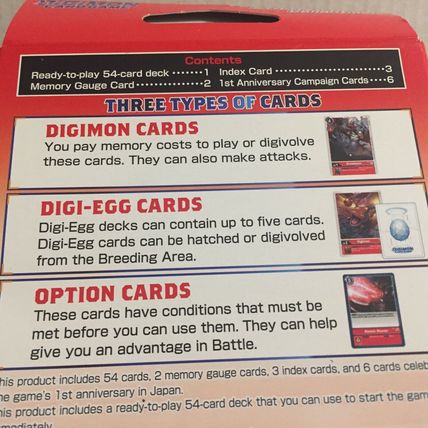 Contents
Ready-to-play 54-card deck ······· 1 Index Card ························ 3
Memory Gauge Card ··············· 2 1st Anniversary Campaign Cards ···· 6
THREE TYPES OF CARDS
DIGIMON CARDS
You pay memory costs to play or digivolve
these cards. They can also make attacks.
DIGI-EGG CARDS
Digi-Egg decks can contain up to five cards.
Digi-Egg cards can be hatched or digivolved
from the Breeding Area.
OPTION CARDS
These cards have conditions that must be
met before you can use them. They can help
give you an advantage in Battle.
his product includes 54 cards, 2 memory gauge cards, 3 index cards, and 6 cards celeb
he game's 1st anniversary in Japan.
his product includes a ready-to-play 54-card deck that you can use to start the gam
mediately.